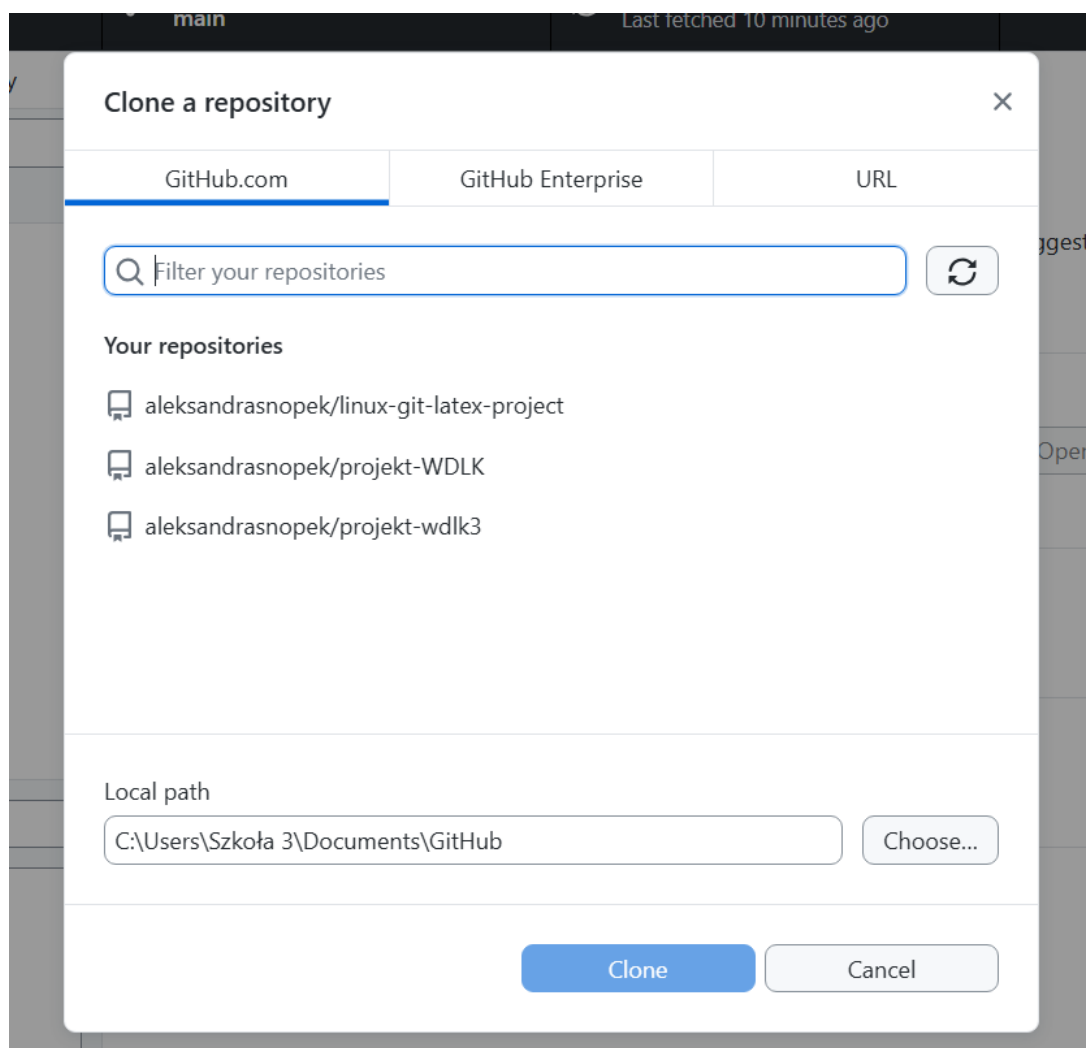 main
Last fetched 10 minutes ago
y
Clone a repository
GitHub.com
GitHub Enterprise
URL
ggest
Filter your repositories
Your repositories
aleksandrasnopek/linux-git-latex-project
aleksandrasnopek/projekt-WDLK
Oper
aleksandrasnopek/projekt-wdlk3
Local path
C:\Users\Szkoła 3\Documents\GitHub
Choose...
Clone
Cancel